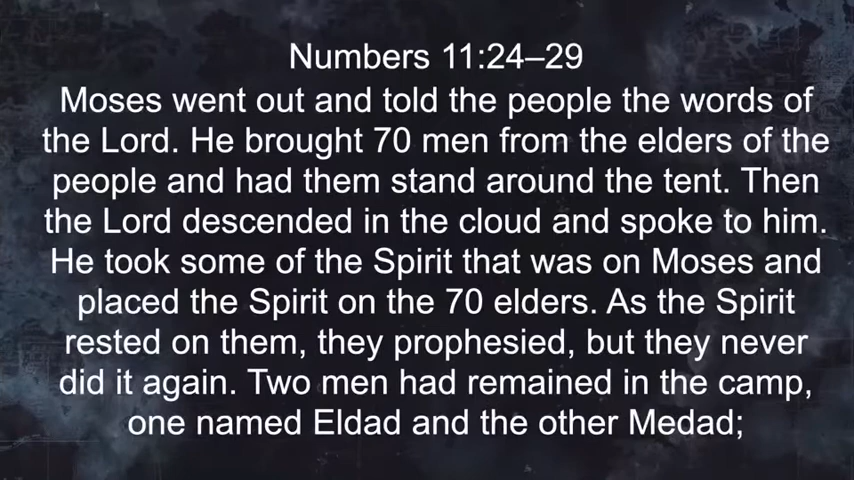 Numbers 11:24–29
Moses went out and told the people the words of
the Lord. He brought 70 men from the elders of the
people and had them stand around the tent. Then
the Lord descended in the cloud and spoke to him.
He took some of the Spirit that was on Moses and
placed the Spirit on the 70 elders. As the Spirit
rested on them, they prophesied, but they never
did it again. Two men had remained in the camp,
one named Eldad and the other Medad;